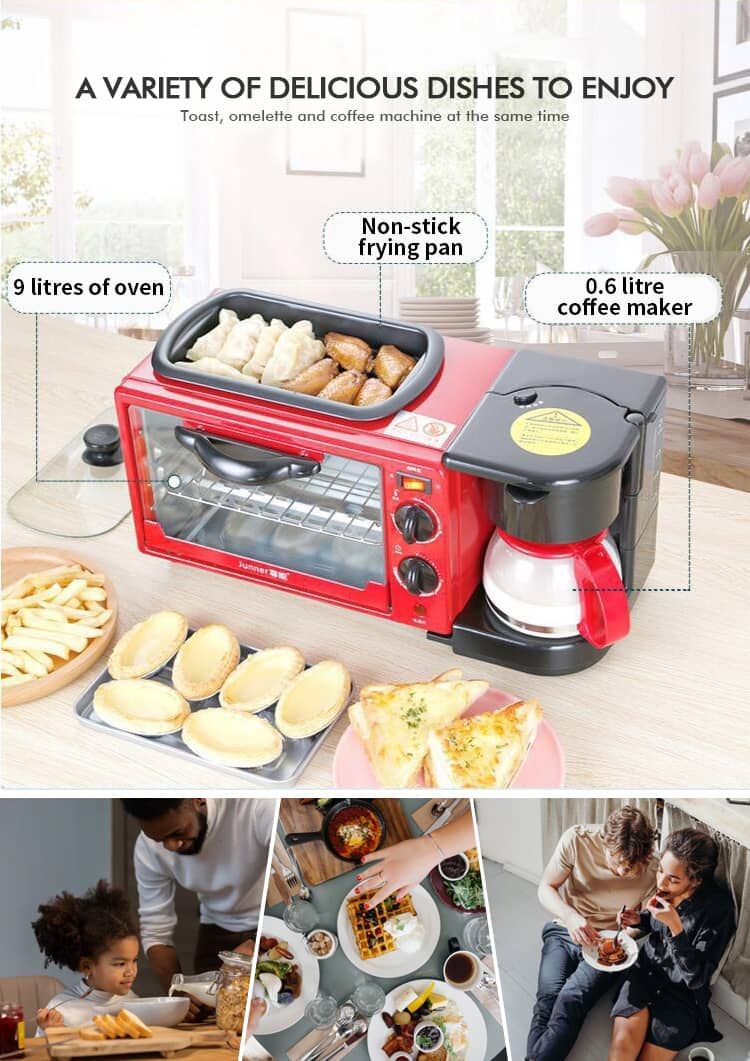 A VARIETY OF DELICIOUS DISHES TO ENJOY
Toast, omelette and coffee machine at the same time
Non-stick
frying pan
9 litres of oven
0.6 litre
coffee maker
Junner